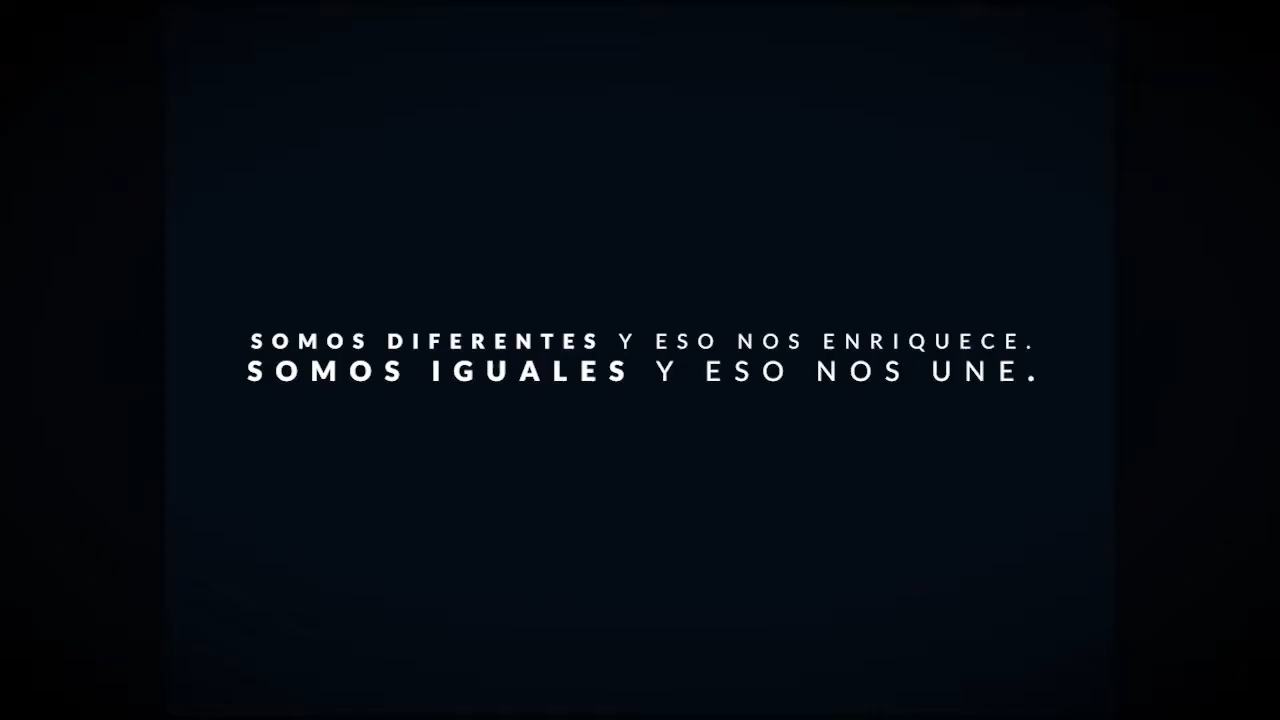 SOMOS DIFERENTES Y ESO NOS ENRIQUECE.
SOMOS IGUALES Y ESO NOS UNE.